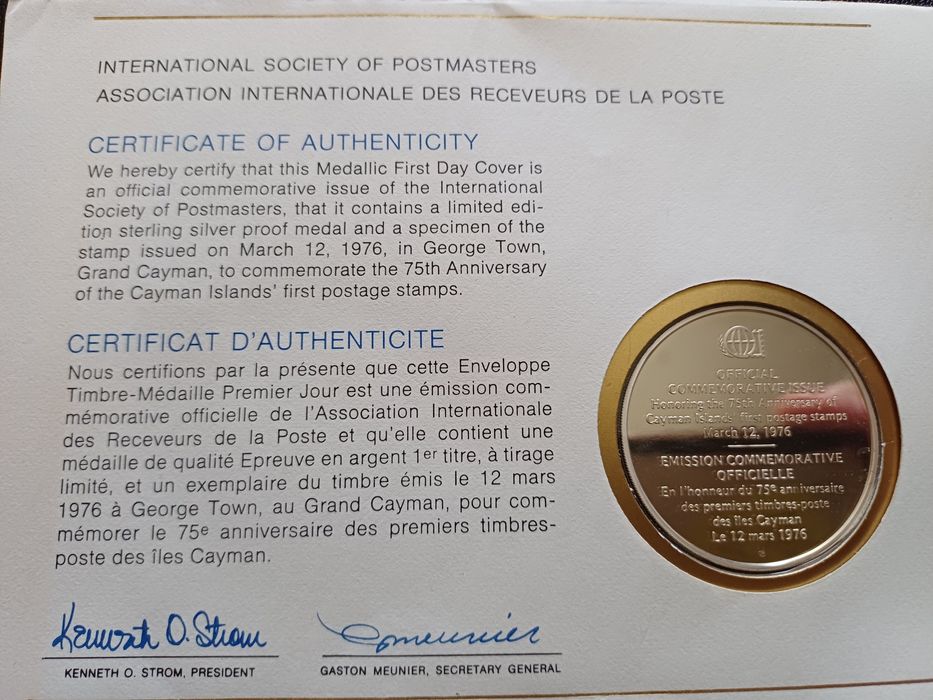 INTERNATIONAL SOCIETY OF POSTMASTERS
ASSOCIATION INTERNATIONALE DES RECEVEURS DE LA POSTE
CERTIFICATE OF AUTHENTICITY
We hereby certify that this Medallic First Day Cover is
an official commemorative issue of the International
Society of Postmasters, that it contains a limited edi-
tion sterling silver proof medal and a specimen of the
stamp issued on March 12, 1976, in George Town,
Grand Cayman, to commemorate the 75th Anniversary
of the Cayman Islands' first postage stamps.
CERTIFICAT D'AUTHENTICITE
Nous certifions par la présente que cette Enveloppe
Timbre-Médaille Premier Jour est une émission com-
mémorative officielle de l'Association Internationale
des Receveurs de la Poste et qu'elle contient une
médaille de qualité Epreuve en argent 1er titre, à tirage
limité, et un exemplaire du timbre émis le 12 mars
1976 à George Town, au Grand Cayman, pour com-
mémorer le 75e anniversaire des premiers timbres-
poste des îles Cayman.
Kenneth O. Strom
GMeunier
KENNETH O. STROM, PRESIDENT
GASTON MEUNIER, SECRETARY GENERAL
OFFICIAL
COMMEMORATIVE ISSUE
Honoring the 75th Anniversary of
Cayman Islands' first postage stamps
March 12, 1976
EMISSION COMMEMORATIVE
OFFICIELLE
En l'honneur du 75e anniversaire
des premiers timbres-poste
des îles Cayman
Le 12 mars 1976